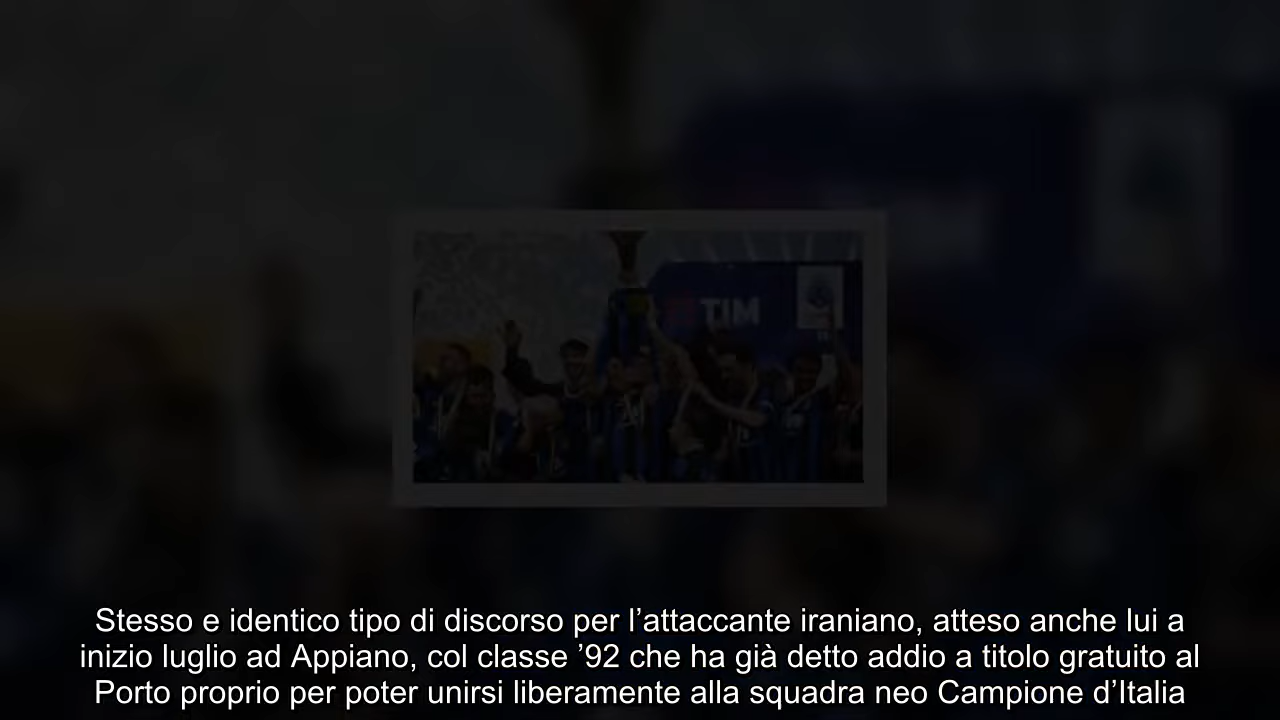 TIM
Stesso e identico tipo di discorso per l’attaccante iraniano, atteso anche lui a
inizio luglio ad Appiano, col classe ’92 che ha già detto addio a titolo gratuito al
Porto proprio per poter unirsi liberamente alla squadra neo Campione d’Italia